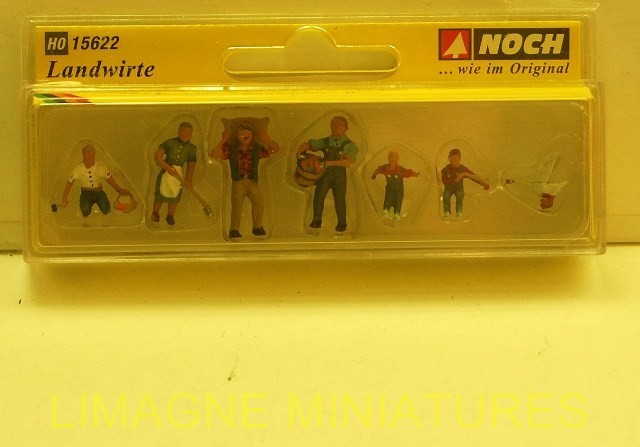 HO 15622
NOCH
Landwirte
... wie im Original
LIMAGNE MINIATURES